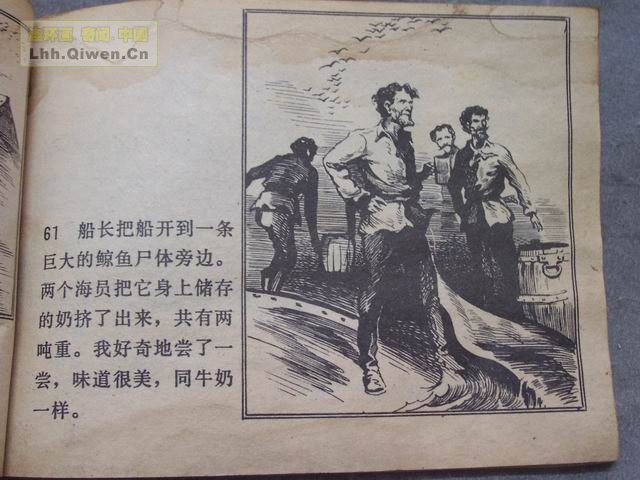 连环画 看阅 中国
Lhh.Qiwen.Cn
61 船长把船开到一条
巨大的鲸鱼尸体旁边。
两个海员把它身上储存
的奶挤了出来，共有两
吨重。我好奇地尝了一
尝，味道很美，同牛奶
一样。